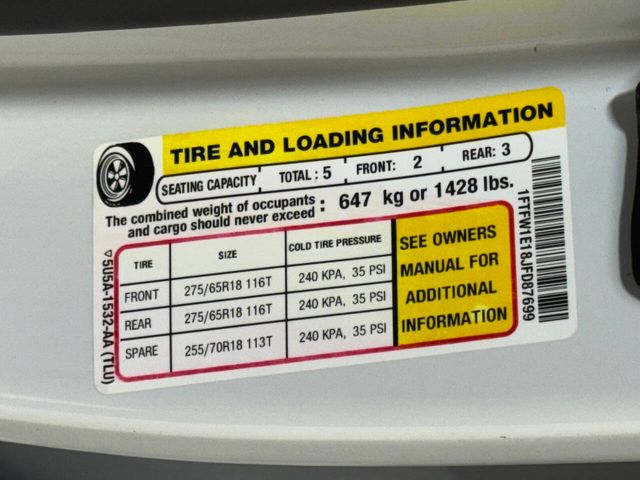 TIRE AND LOADING INFORMATION
SEATING CAPACITY TOTAL : 5 FRONT: 2 REAR: 3
The combined weight of occupants
and cargo should never exceed : 647 kg or 1428 lbs.
TIRE SIZE COLD TIRE PRESSURE
FRONT 275/65R18 116T 240 KPA, 35 PSI
REAR 275/65R18 116T 240 KPA, 35 PSI
SPARE 255/70R18 113T 240 KPA, 35 PSI
SEE OWNERS
MANUAL FOR
ADDITIONAL
INFORMATION
▽5U5A-1532-AA (TLU)
1FTFW1E18JFD87699